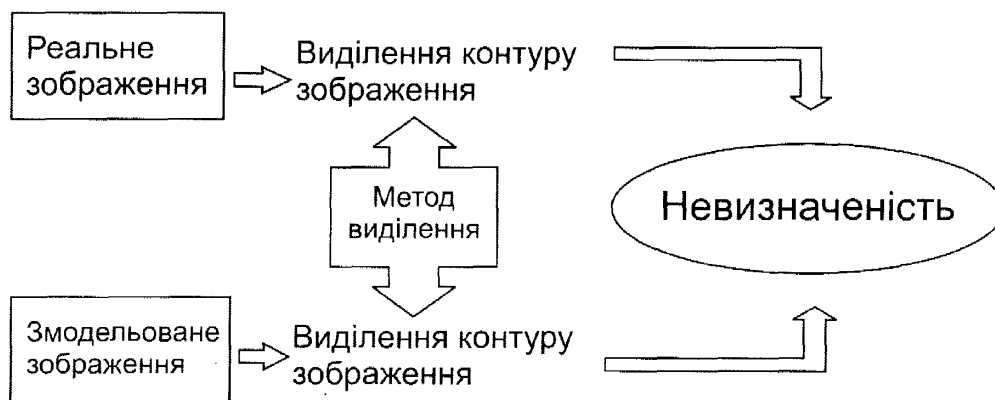 Реальне
зображення
Виділення контуру
зображення
Метод
виділення
Невизначеність
Змодельоване
зображення
Виділення контуру
зображення